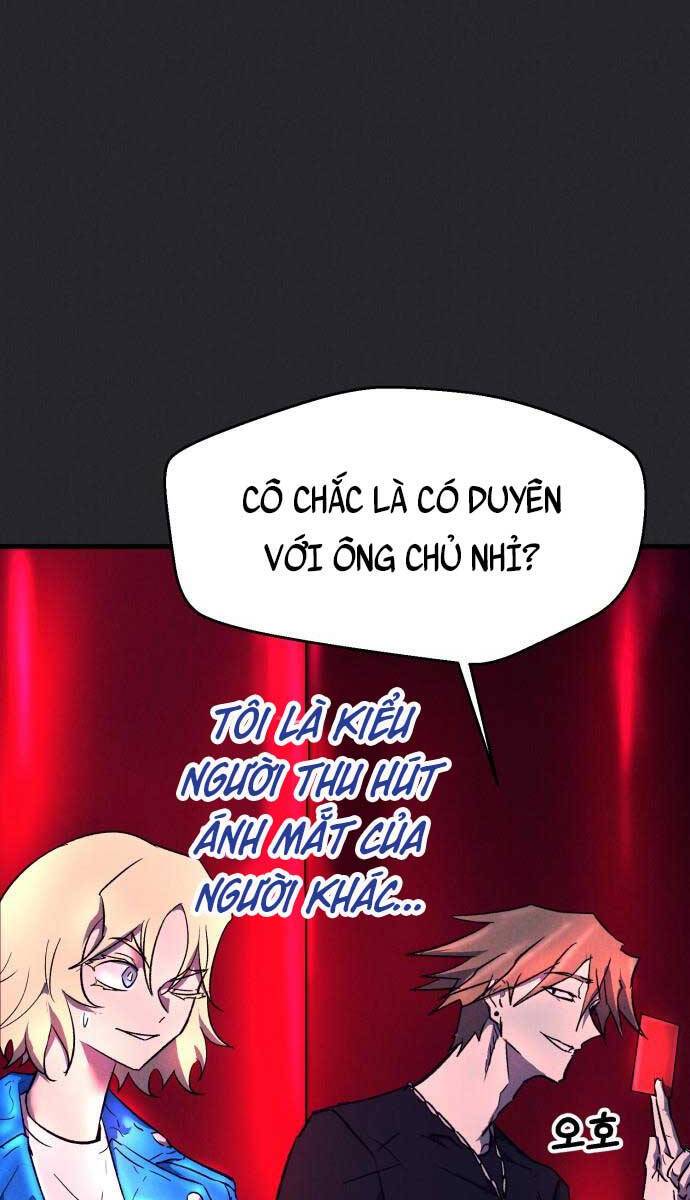 CÔ CHẮC LÀ CÓ DUYÊN
VỚI ÔNG CHỦ NHỈ?
TÔI LÀ KIỂU
NGƯỜI THU HÚT
ÁNH MẮT CỦA
NGƯỜI KHÁC...
오호